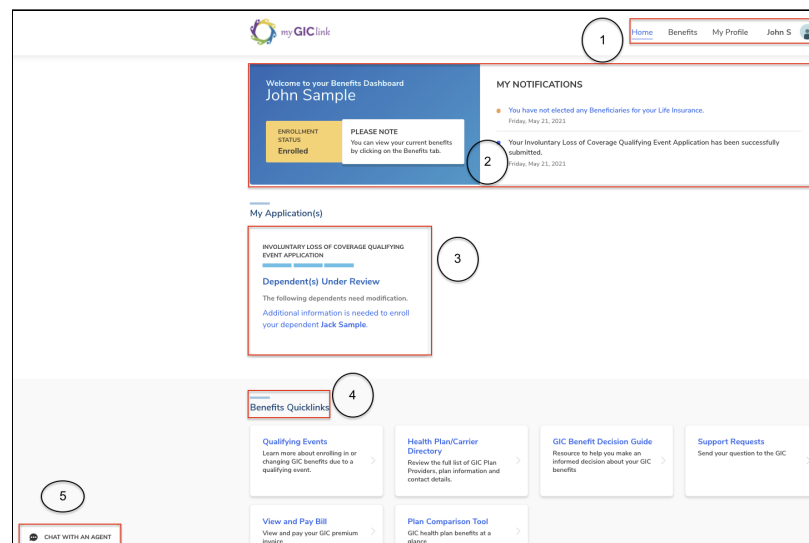 my GIC link
1
Home Benefits My Profile John S
Welcome to your Benefits Dashboard
John Sample
ENROLLMENT
STATUS
Enrolled
PLEASE NOTE
You can view your current benefits
by clicking on the Benefits tab.
2
MY NOTIFICATIONS
You have not elected any Beneficiaries for your Life Insurance.
Friday, May 21, 2021
Your Involuntary Loss of Coverage Qualifying Event Application has been successfully
submitted.
Friday, May 21, 2021
My Application(s)
INVOLUNTARY LOSS OF COVERAGE QUALIFYING
EVENT APPLICATION
Dependent(s) Under Review
The following dependents need modification.
Additional information is needed to enroll
your dependent Jack Sample.
3
Benefits Quicklinks
4
Qualifying Events
Learn more about enrolling in or
changing GIC benefits due to a
qualifying event.
Health Plan/Carrier
Directory
Review the full list of GIC Plan
Providers, plan information and
contact details.
GIC Benefit Decision Guide
Resource to help you make an
informed decision about your GIC
benefits
Support Requests
Send your question to the GIC
View and Pay Bill
View and pay your GIC premium
invoice
Plan Comparison Tool
GIC health plan benefits at a
glance
5
CHAT WITH AN AGENT